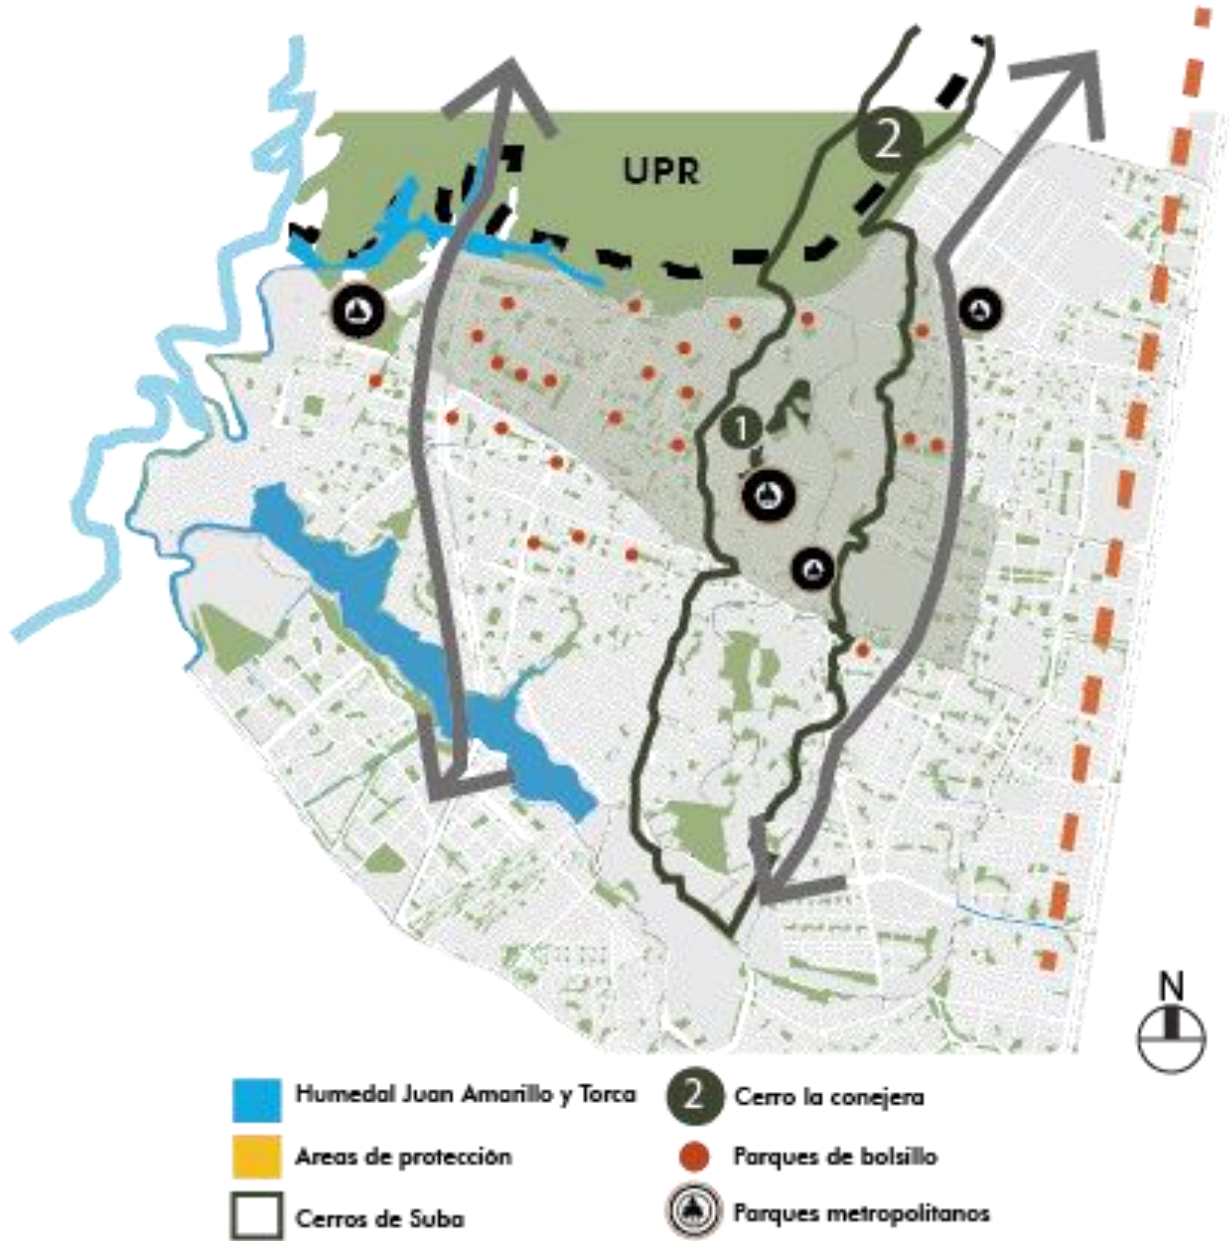 2
UPR
1
N
Humedal Juan Amarillo y Torca
2 Cerro la conejera
Areas de protección
Parques de bolsillo
Cerros de Suba
Parques metropolitanos